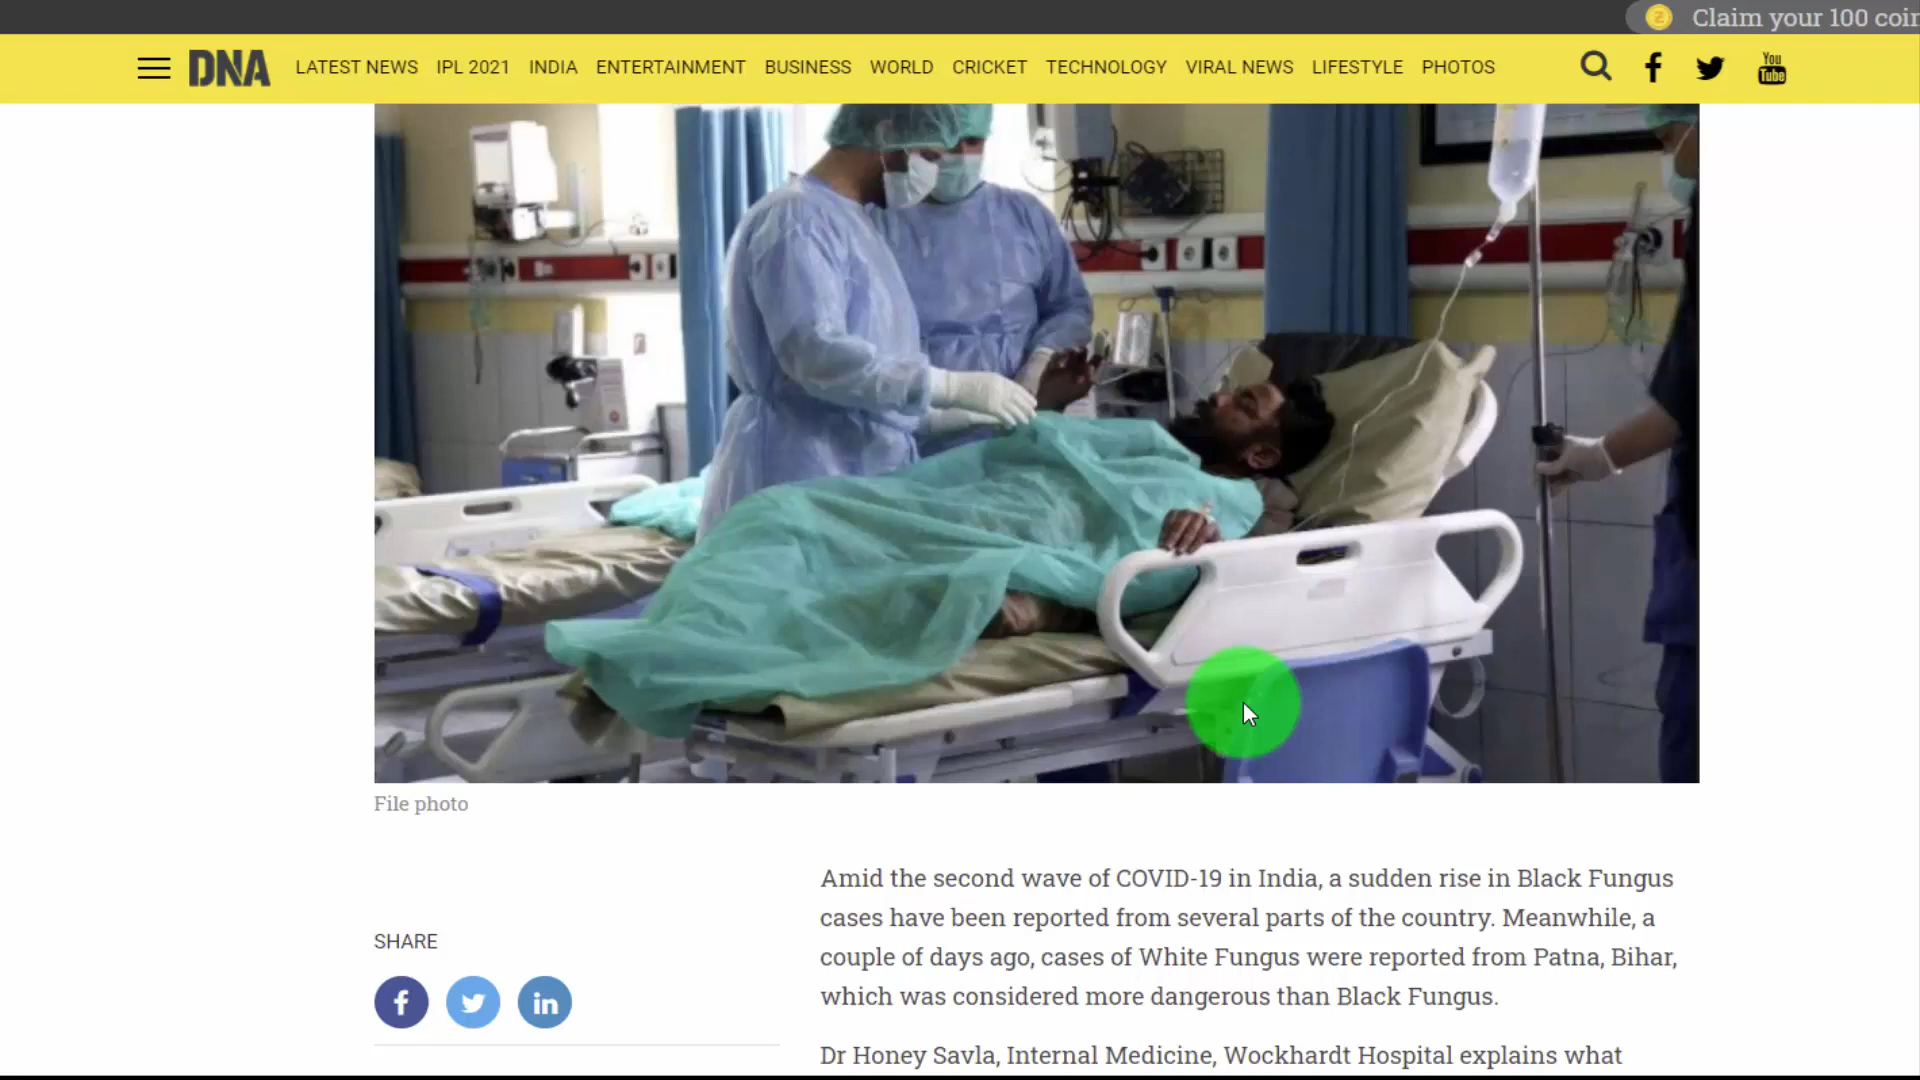 Claim your 100 coin
DNA
LATEST NEWS IPL 2021 INDIA ENTERTAINMENT BUSINESS WORLD CRICKET TECHNOLOGY VIRAL NEWS LIFESTYLE PHOTOS
You
Tube
File photo
SHARE
Amid the second wave of COVID-19 in India, a sudden rise in Black Fungus
cases have been reported from several parts of the country. Meanwhile, a
couple of days ago, cases of White Fungus were reported from Patna, Bihar,
which was considered more dangerous than Black Fungus.
Dr Honey Savla, Internal Medicine, Wockhardt Hospital explains what